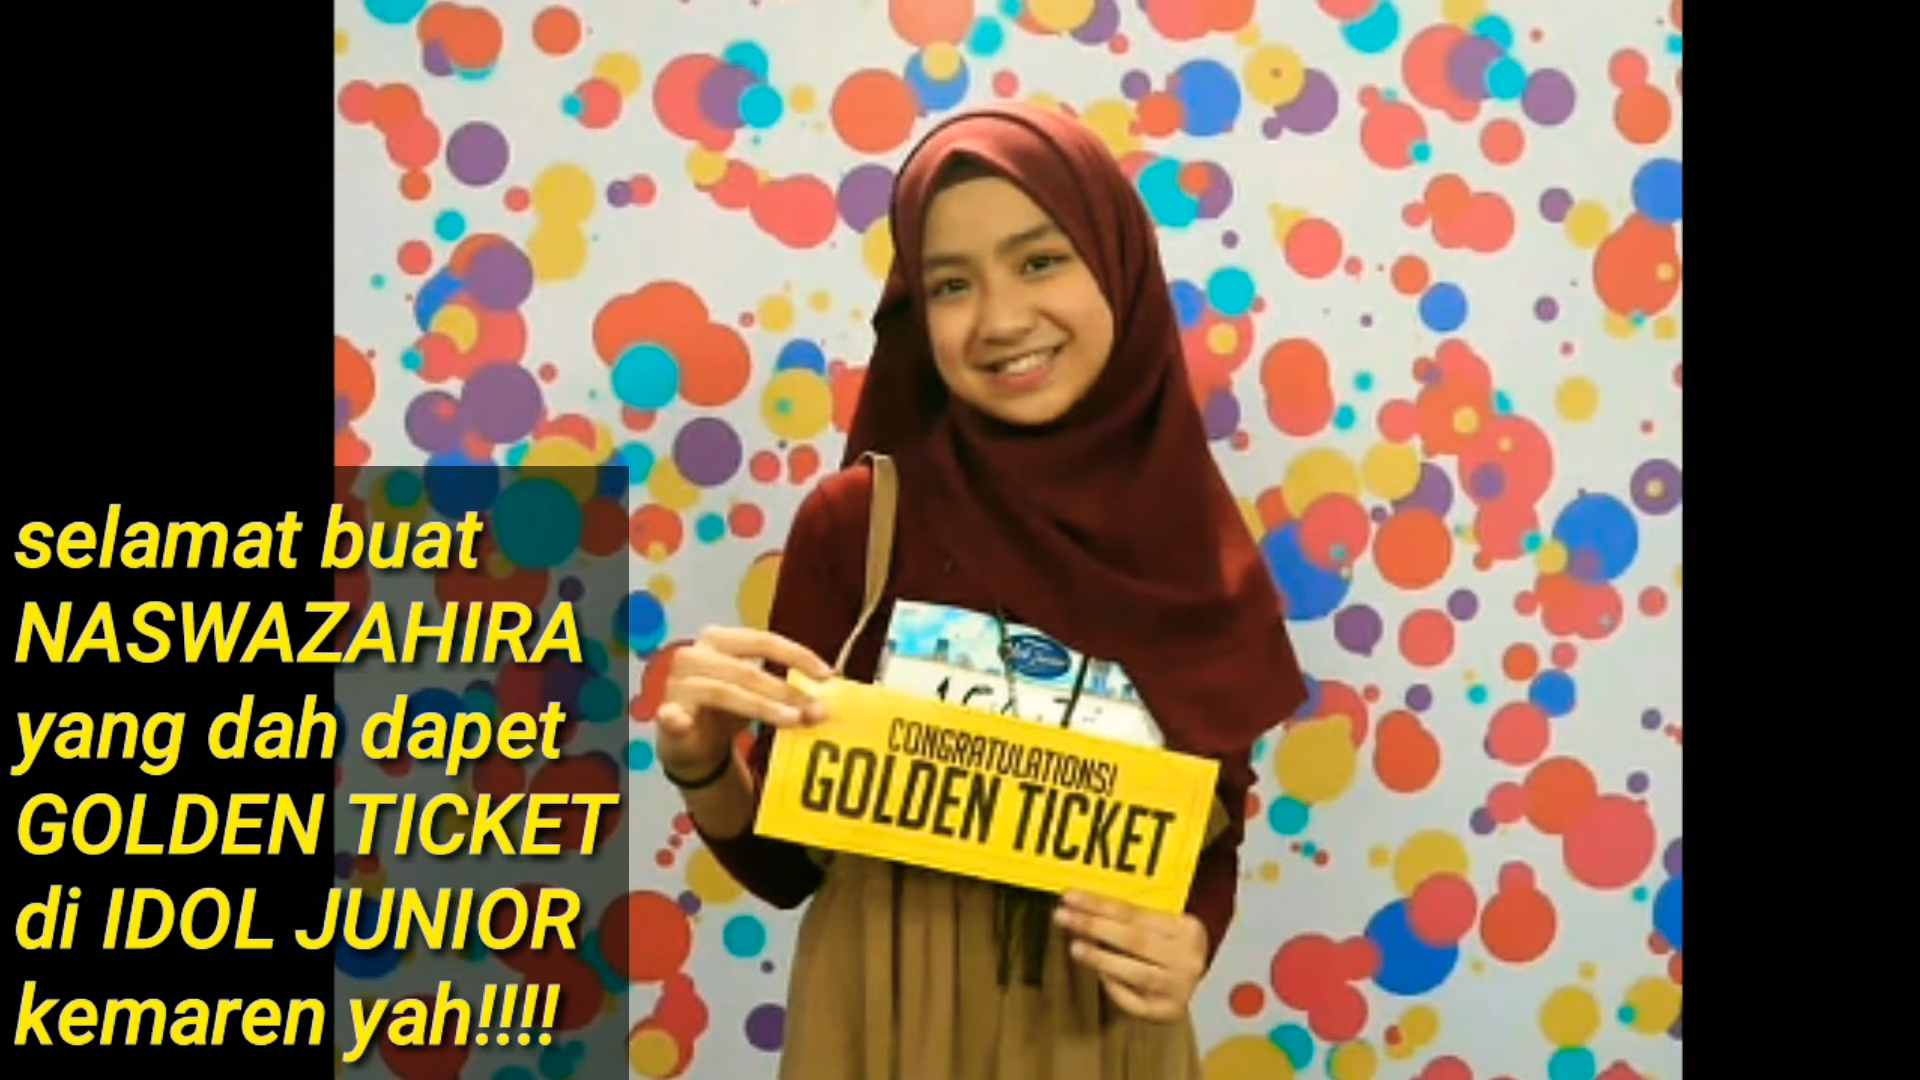 selamat buat
NASWAZAHIRA
yang dah dapet
GOLDEN TICKET
di IDOL JUNIOR
kemaren yah!!!!
CONGRATULATIONS!
GOLDEN TICKET